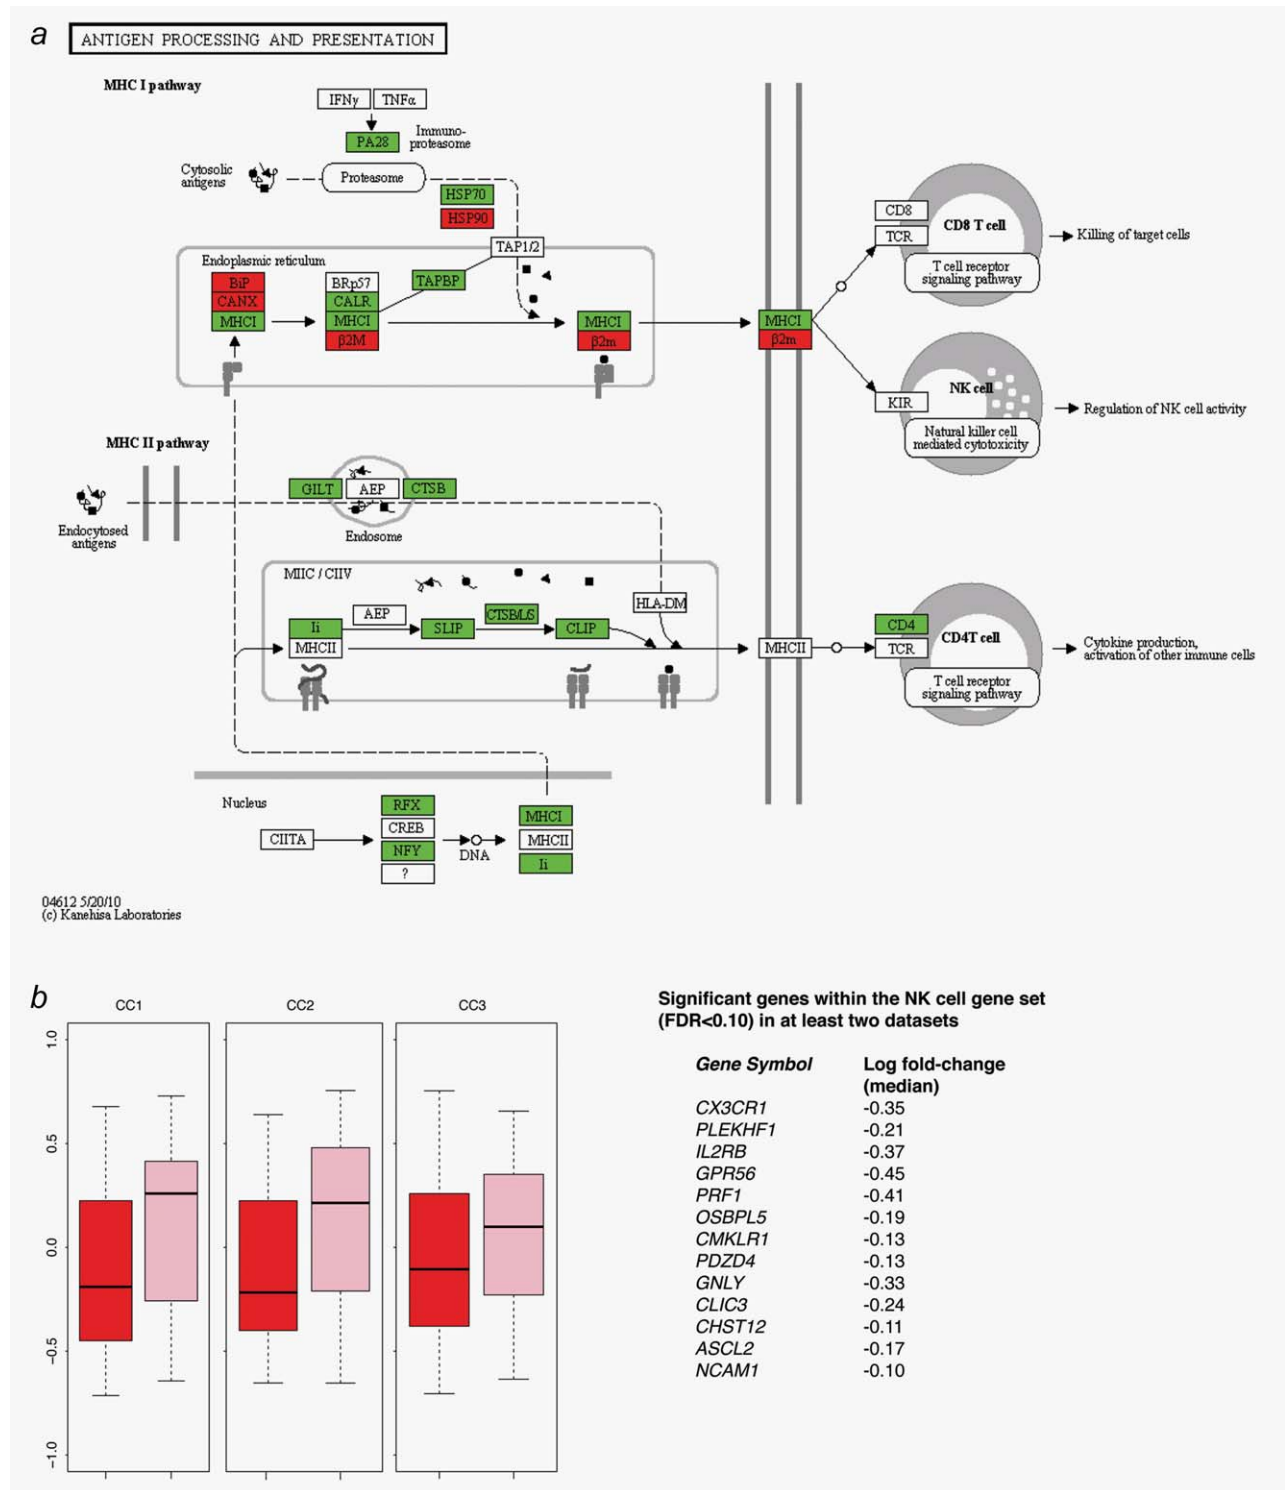 a
ANTIGEN PROCESSING AND PRESENTATION
MHC I pathway
IFNγ
TNFα
PA28
Immuno-
proteasome
Cytosolic
antigens
Proteasome
HSP70
HSP90
TAP1/2
Endoplasmic reticulum
BiP
CANX
MHCI
BRp57
CALR
MHCI
β2M
TAPBP
MHCI
β2m
MHCI
β2m
CD8
TCR
CD8 T cell
T cell receptor
signaling pathway
Killing of target cells
KIR
NK cell
Natural killer cell
mediated cytotoxicity
Regulation of NK cell activity
MHC II pathway
Endocytosed
antigens
GILT
AEP
CTSB
Endosome
MIIC / CIIV
Ii
MHCII
AEP
SLIP
CTSB/L/S
CLIP
HLA-DM
MHCII
CD4
TCR
CD4T cell
T cell receptor
signaling pathway
Cytokine production,
activation of other immune cells
Nucleus
CIITA
RFX
CREB
NFY
?
DNA
MHCI
MHCII
Ii
04612 5/20/10
(c) Kanehisa Laboratories
b
CC1
CC2
CC3
1.0
0.5
0.0
−0.5
−1.0
Significant genes within the NK cell gene set
(FDR<0.10) in at least two datasets
Gene Symbol Log fold-change
(median)
CX3CR1 -0.35
PLEKHF1 -0.21
IL2RB -0.37
GPR56 -0.45
PRF1 -0.41
OSBPL5 -0.19
CMKLR1 -0.13
PDZD4 -0.13
GNLY -0.33
CLIC3 -0.24
CHST12 -0.11
ASCL2 -0.17
NCAM1 -0.10